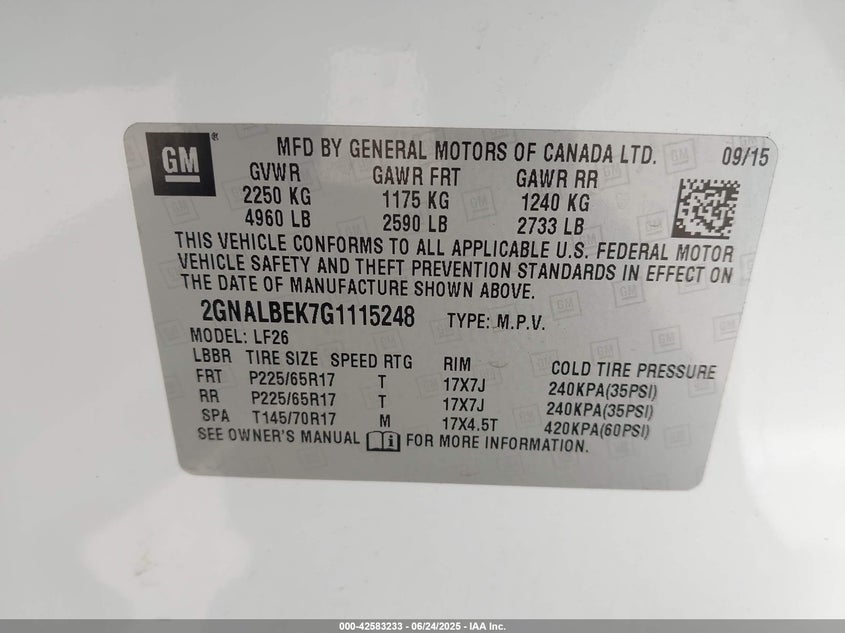 GM®
MFD BY GENERAL MOTORS OF CANADA LTD. 09/15
GVWR GAWR FRT GAWR RR
2250 KG 1175 KG 1240 KG
4960 LB 2590 LB 2733 LB
THIS VEHICLE CONFORMS TO ALL APPLICABLE U.S. FEDERAL MOTOR
VEHICLE SAFETY AND THEFT PREVENTION STANDARDS IN EFFECT ON
THE DATE OF MANUFACTURE SHOWN ABOVE.
2GNALBEK7G1115248 TYPE: M.P.V.
MODEL: LF26
LBBR TIRE SIZE SPEED RTG RIM COLD TIRE PRESSURE
FRT P225/65R17 T 17X7J 240KPA(35PSI)
RR P225/65R17 T 17X7J 240KPA(35PSI)
SPA T145/70R17 M 17X4.5T 420KPA(60PSI)
SEE OWNER'S MANUAL i FOR MORE INFORMATION.
000-42583233 - 06/24/2025 - IAA Inc.